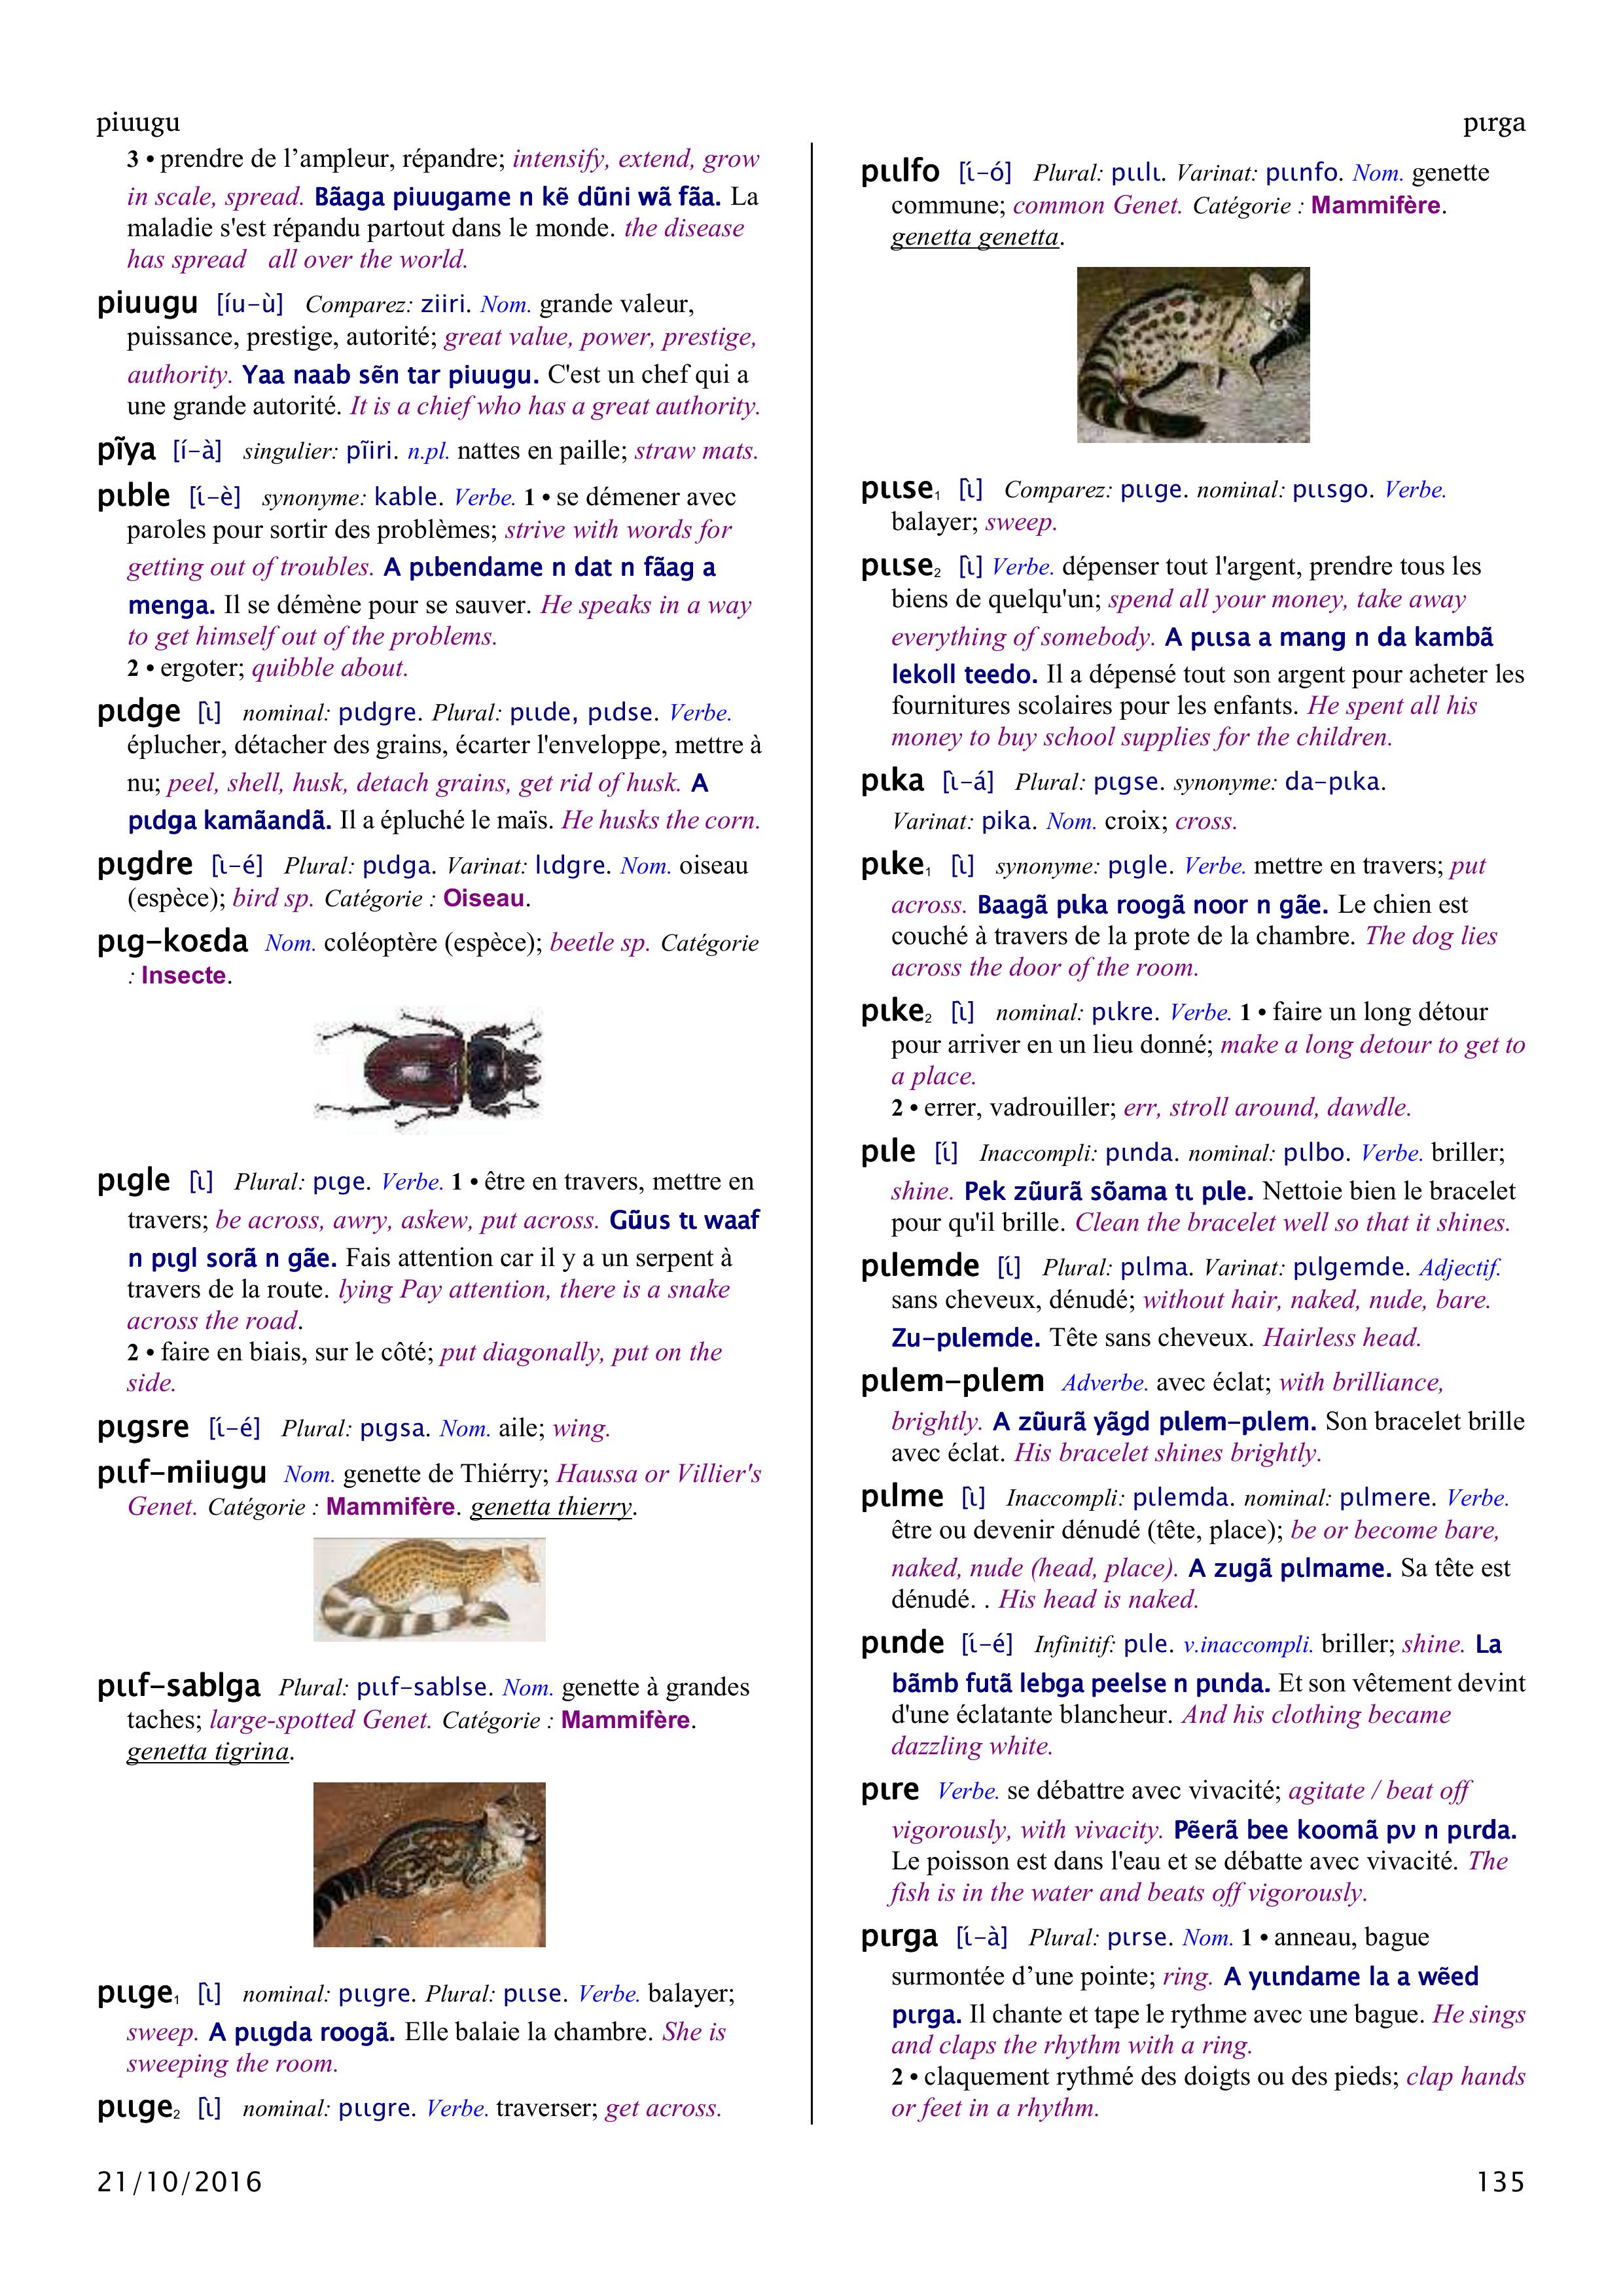 piuugu
pɩrga
3 • prendre de l’ampleur, répandre; intensify, extend, grow
in scale, spread. Bãaga piuugame n kẽ dũni wã fãa. La
maladie s'est répandu partout dans le monde. the disease
has spread all over the world.
piuugu [íu-ù] Comparez: ziiri. Nom. grande valeur,
puissance, prestige, autorité; great value, power, prestige,
authority. Yaa naab sẽn tar piuugu. C'est un chef qui a
une grande autorité. It is a chief who has a great authority.
pĩya [í-à] singulier: pĩiri. n.pl. nattes en paille; straw mats.
pɩble [ɩ́-è] synonyme: kable. Verbe. 1 • se démener avec
paroles pour sortir des problèmes; strive with words for
getting out of troubles. A pɩbendame n dat n fãag a
menga. Il se démène pour se sauver. He speaks in a way
to get himself out of the problems.
2 • ergoter; quibble about.
pɩdge [ɩ̀] nominal: pɩdgre. Plural: pɩɩde, pɩdse. Verbe.
éplucher, détacher des grains, écarter l'enveloppe, mettre à
nu; peel, shell, husk, detach grains, get rid of husk. A
pɩdga kamãandã. Il a épluché le maïs. He husks the corn.
pɩgdre [ɩ̀-é] Plural: pɩdga. Varinat: lɩdgre. Nom. oiseau
(espèce); bird sp. Catégorie : Oiseau.
pɩg-koɛda Nom. coléoptère (espèce); beetle sp. Catégorie
: Insecte.
pɩgle [ɩ̀] Plural: pɩge. Verbe. 1 • être en travers, mettre en
travers; be across, awry, askew, put across. Gũus tɩ waaf
n pɩgl sorã n gãe. Fais attention car il y a un serpent à
travers de la route. lying Pay attention, there is a snake
across the road.
2 • faire en biais, sur le côté; put diagonally, put on the
side.
pɩgsre [ɩ́-é] Plural: pɩgsa. Nom. aile; wing.
pɩɩf-miiugu Nom. genette de Thiérry; Haussa or Villier's
Genet. Catégorie : Mammifère. genetta thierry.
pɩɩf-sablga Plural: pɩɩf-sablse. Nom. genette à grandes
taches; large-spotted Genet. Catégorie : Mammifère.
genetta tigrina.
pɩɩge₁ [ɩ̀] nominal: pɩɩgre. Plural: pɩɩse. Verbe. balayer;
sweep. A pɩɩgda roogã. Elle balaie la chambre. She is
sweeping the room.
pɩɩge₂ [ɩ̀] nominal: pɩɩgre. Verbe. traverser; get across.
pɩɩlfo [ɩ́-ó] Plural: pɩɩlɩ. Varinat: pɩɩnfo. Nom. genette
commune; common Genet. Catégorie : Mammifère.
genetta genetta.
pɩɩse₁ [ɩ̀] Comparez: pɩɩge. nominal: pɩɩsgo. Verbe.
balayer; sweep.
pɩɩse₂ [ɩ̀] Verbe. dépenser tout l'argent, prendre tous les
biens de quelqu'un; spend all your money, take away
everything of somebody. A pɩɩsa a mang n da kambã
lekoll teedo. Il a dépensé tout son argent pour acheter les
fournitures scolaires pour les enfants. He spent all his
money to buy school supplies for the children.
pɩka [ɩ̀-á] Plural: pɩgse. synonyme: da-pɩka.
Varinat: pika. Nom. croix; cross.
pɩke₁ [ɩ̀] synonyme: pɩgle. Verbe. mettre en travers; put
across. Baagã pɩka roogã noor n gãe. Le chien est
couché à travers de la prote de la chambre. The dog lies
across the door of the room.
pɩke₂ [ɩ̀] nominal: pɩkre. Verbe. 1 • faire un long détour
pour arriver en un lieu donné; make a long detour to get to
a place.
2 • errer, vadrouiller; err, stroll around, dawdle.
pɩle [ɩ́] Inaccompli: pɩnda. nominal: pɩlbo. Verbe. briller;
shine. Pek zũurã sõama tɩ pɩle. Nettoie bien le bracelet
pour qu'il brille. Clean the bracelet well so that it shines.
pɩlemde [ɩ́] Plural: pɩlma. Varinat: pɩlgemde. Adjectif.
sans cheveux, dénudé; without hair, naked, nude, bare.
Zu-pɩlemde. Tête sans cheveux. Hairless head.
pɩlem-pɩlem Adverbe. avec éclat; with brilliance,
brightly. A zũurã yãgd pɩlem-pɩlem. Son bracelet brille
avec éclat. His bracelet shines brightly.
pɩlme [ɩ̀] Inaccompli: pɩlemda. nominal: pɩlmere. Verbe.
être ou devenir dénudé (tête, place); be or become bare,
naked, nude (head, place). A zugã pɩlmame. Sa tête est
dénudé. . His head is naked.
pɩnde [ɩ́-é] Infinitif: pɩle. v.inaccompli. briller; shine. La
bãmb futã lebga peelse n pɩnda. Et son vêtement devint
d'une éclatante blancheur. And his clothing became
dazzling white.
pɩre Verbe. se débattre avec vivacité; agitate / beat off
vigorously, with vivacity. Pẽerã bee koomã pʋ n pɩrda.
Le poisson est dans l'eau et se débatte avec vivacité. The
fish is in the water and beats off vigorously.
pɩrga [ɩ́-à] Plural: pɩrse. Nom. 1 • anneau, bague
surmontée d’une pointe; ring. A yɩɩndame la a wẽed
pɩrga. Il chante et tape le rythme avec une bague. He sings
and claps the rhythm with a ring.
2 • claquement rythmé des doigts ou des pieds; clap hands
or feet in a rhythm.
21/10/2016
135